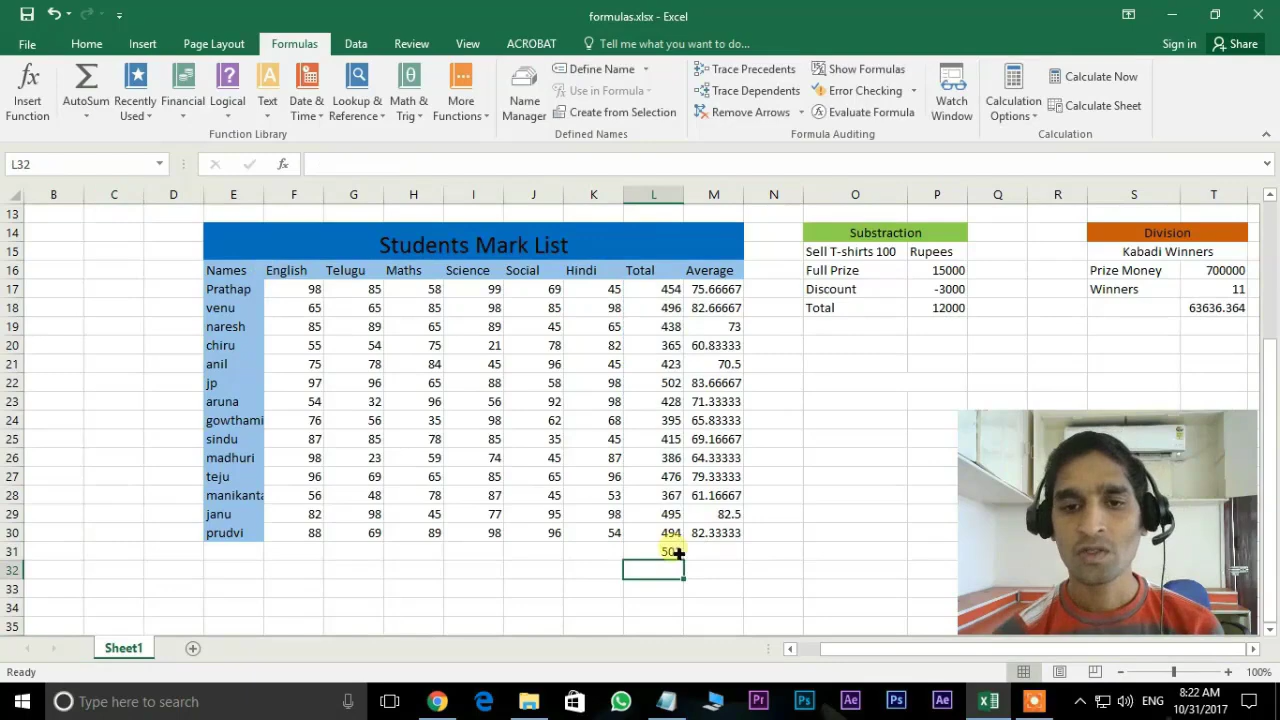 formulas.xlsx - Excel
File Home Insert Page Layout Formulas Data Review View ACROBAT Tell me what you want to do... Sign in Share
Insert Function
AutoSum
Recently Used
Financial
Logical
Text
Date & Time
Lookup & Reference
Math & Trig
More Functions
Function Library
Name Manager
Define Name
Use in Formula
Create from Selection
Defined Names
Trace Precedents
Trace Dependents
Remove Arrows
Show Formulas
Error Checking
Evaluate Formula
Formula Auditing
Watch Window
Calculation Options
Calculate Now
Calculate Sheet
Calculation
L32 fx
B C D E F G H I J K L M N O P Q R S T
13
14 Students Mark List Substraction Division
15 Sell T-shirts 100 Rupees Kabadi Winners
16 Names English Telugu Maths Science Social Hindi Total Average Full Prize 15000 Prize Money 700000
17 Prathap 98 85 58 99 69 45 454 75.66667 Discount -3000 Winners 11
18 venu 65 65 85 98 85 98 496 82.66667 Total 12000 63636.364
19 naresh 85 89 65 89 45 65 438 73
20 chiru 55 54 75 21 78 82 365 60.83333
21 anil 75 78 84 45 96 45 423 70.5
22 jp 97 96 65 88 58 98 502 83.66667
23 aruna 54 32 96 56 92 98 428 71.33333
24 gowthami 76 56 35 98 62 68 395 65.83333
25 sindu 87 85 78 85 35 45 415 69.16667
26 madhuri 98 23 59 74 45 87 386 64.33333
27 teju 96 69 65 85 65 96 476 79.33333
28 manikanta 56 48 78 87 45 53 367 61.16667
29 janu 82 98 45 77 95 98 495 82.5
30 prudvi 88 69 89 98 96 54 494 82.33333
31
32
33
34
35
Sheet1
Ready 100%
Type here to search
Pr Ps Ae Ps Ae
ENG
8:22 AM
10/31/2017